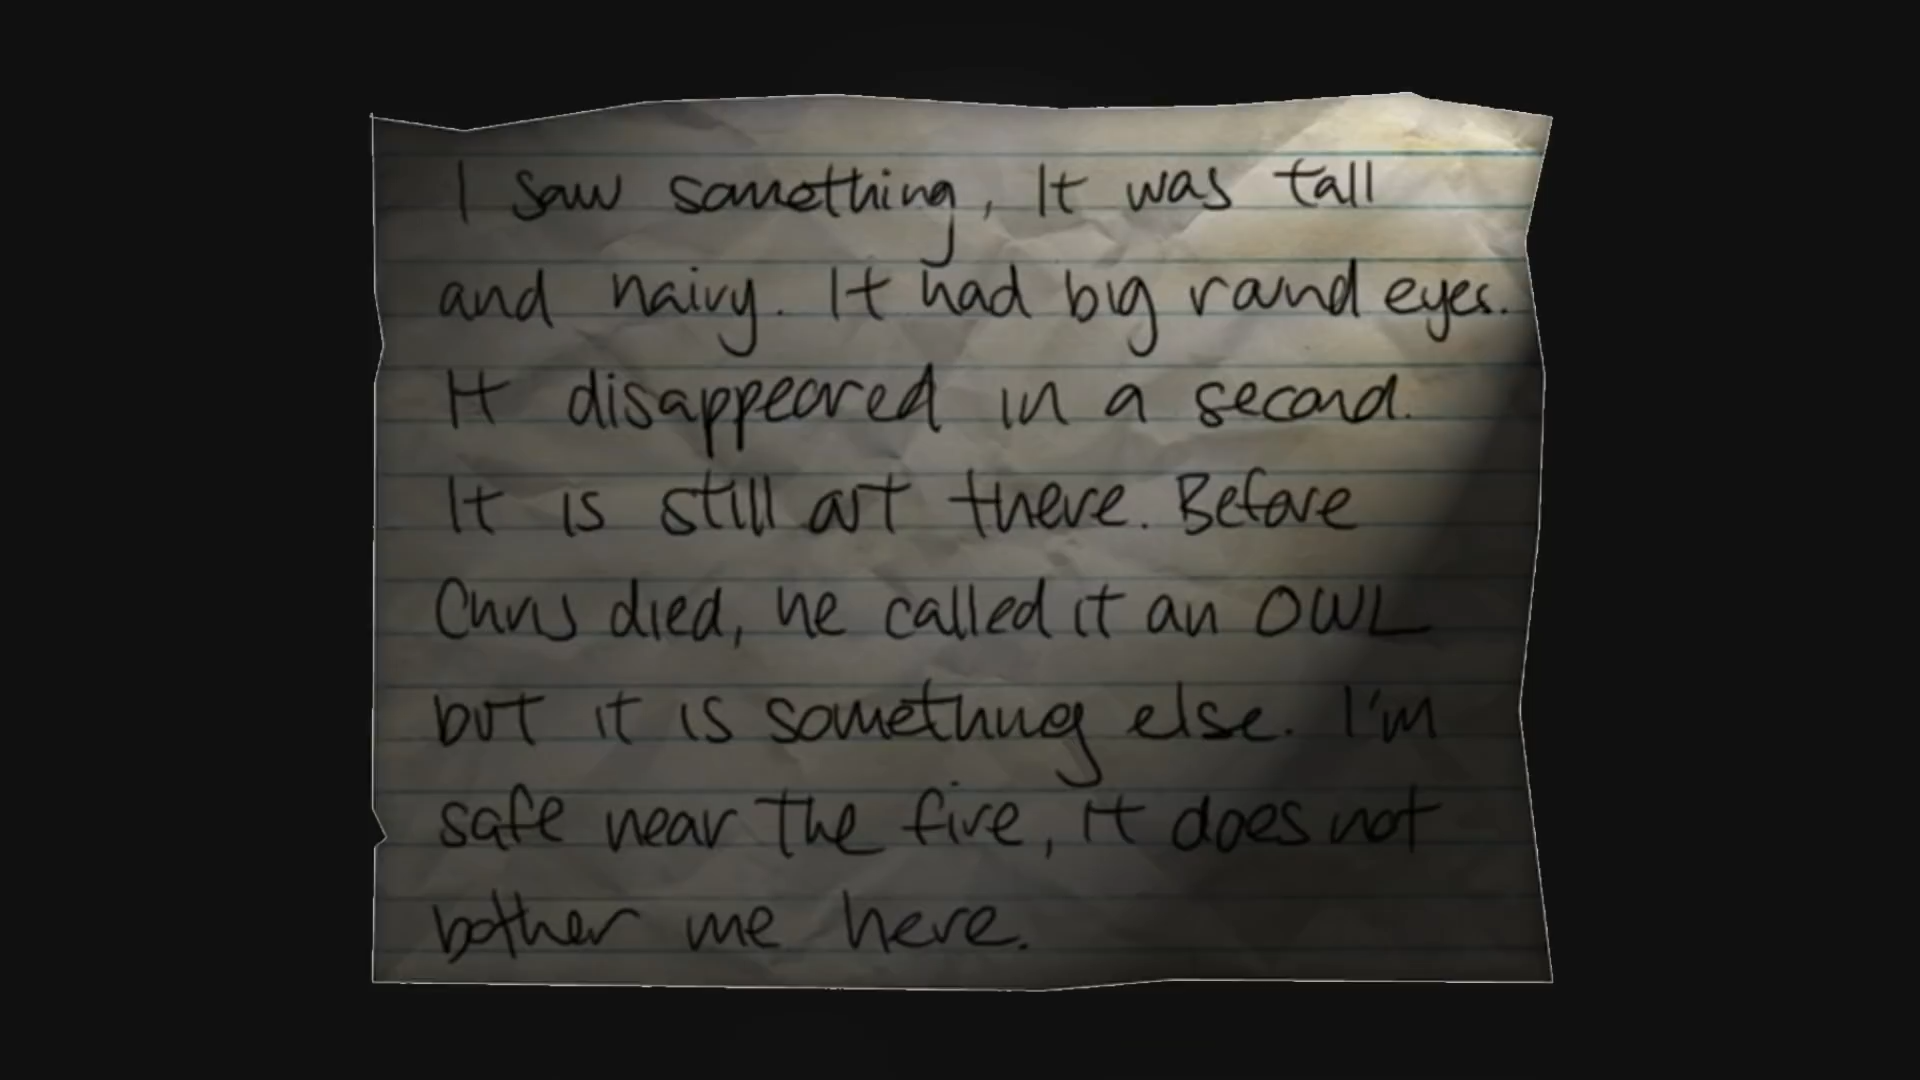 I saw something, It was tall
and hairy. It had big round eyes.
It disappeared in a second.
It is still out there. Before
Chris died, he called it an OWL
but it is something else. I'm
safe near the fire, it does not
bother me here.